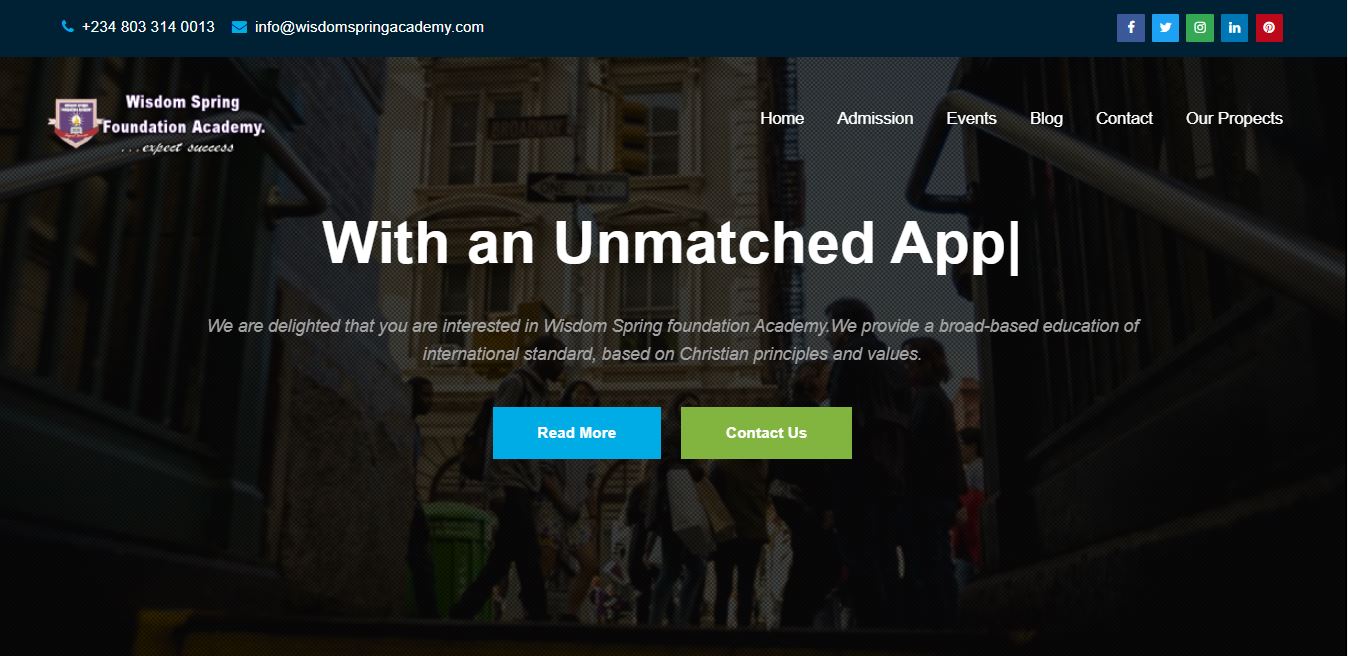 +234 803 314 0013 info@wisdomspringacademy.com
Wisdom Spring
Foundation Academy.
...expect success
Home Admission Events Blog Contact Our Propects
ONE WAY
With an Unmatched App|
We are delighted that you are interested in Wisdom Spring foundation Academy.We provide a broad-based education of
international standard, based on Christian principles and values.
Read More Contact Us